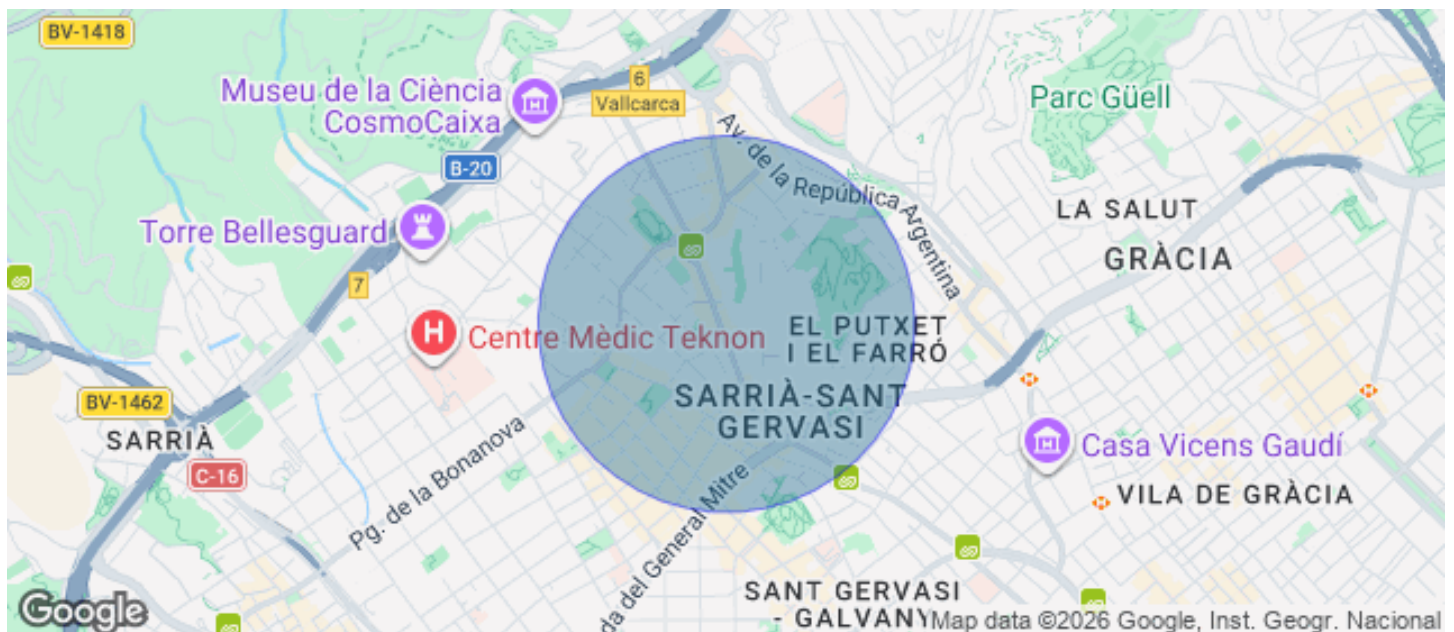 BV-1418
Museu de la Ciència
CosmoCaixa
6
Vallcarca
Parc Güell
B-20
Av. de la República Argentina
LA SALUT
Torre Bellesguard
GRÀCIA
7
Centre Mèdic Teknon
H
EL PUTXET
I EL FARRÓ
BV-1462
SARRIÀ-SANT
GERVASI
SARRIÀ
Casa Vicens Gaudí
C-16
Pg. de la Bonanova
VILA DE GRÀCIA
da del General Mitre
SANT GERVASI
- GALVANY
Google
Map data ©2026 Google, Inst. Geogr. Nacional